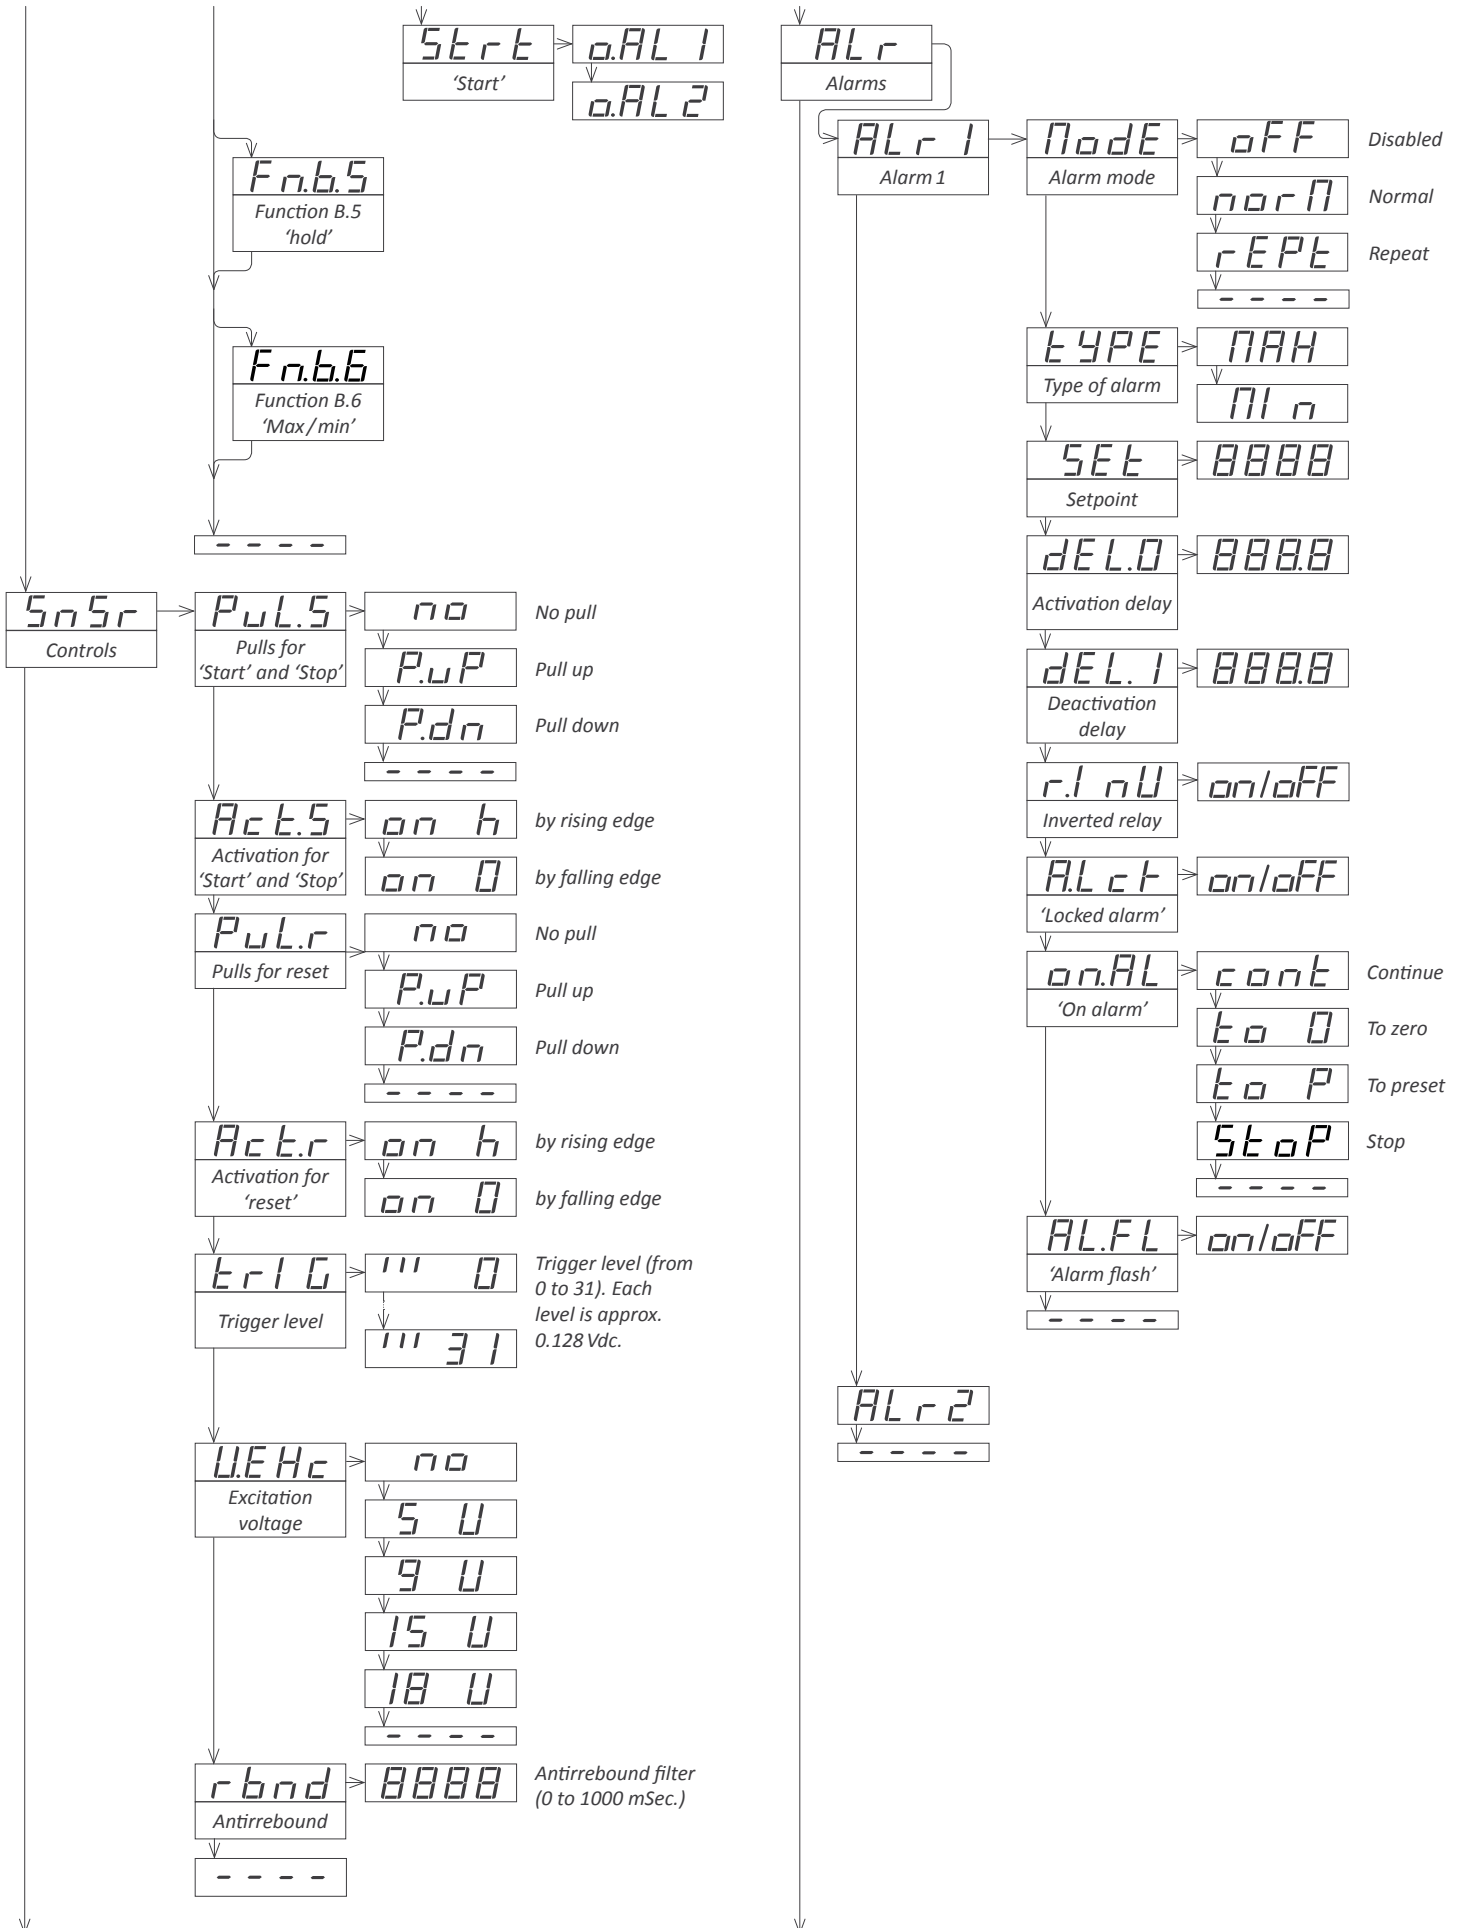 Strt
'Start'
o.AL 1
o.AL2
Fn.b.5
Function B.5
'hold'
Fn.b.6
Function B.6
'Max/min'
- - - -
SnSr
Controls
PuL.S
Pulls for
'Start' and 'Stop'
no
No pull
P.uP
Pull up
P.dn
Pull down
- - - -
Act.S
Activation for
'Start' and 'Stop'
on h
by rising edge
on 0
by falling edge
PuL.r
Pulls for reset
no
No pull
P.uP
Pull up
P.dn
Pull down
- - - -
Act.r
Activation for
'reset'
on h
by rising edge
on 0
by falling edge
trIG
Trigger level
''' 0
''' 31
Trigger level (from
0 to 31). Each
level is approx.
0.128 Vdc.
U.EHc
Excitation
voltage
no
5 U
9 U
15 U
18 U
- - - -
rbnd
Antirrebound
8888
Antirrebound filter
(0 to 1000 mSec.)
- - - -
ALr
Alarms
ALr1
Alarm 1
ModE
Alarm mode
oFF
Disabled
norM
Normal
rEPt
Repeat
- - - -
tYPE
Type of alarm
MAH
MIn
SEt
Setpoint
8888
dEL.0
Activation delay
888.8
dEL.1
Deactivation
delay
888.8
r.InU
Inverted relay
on/oFF
A.Lck
'Locked alarm'
on/oFF
on.AL
'On alarm'
cont
Continue
to 0
To zero
to P
To preset
StoP
Stop
- - - -
AL.FL
'Alarm flash'
on/oFF
- - - -
ALr2
- - - -